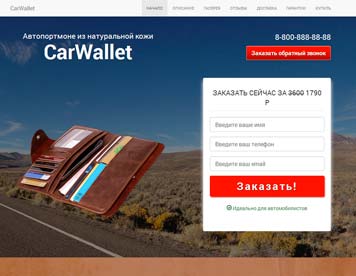 CarWallet
НАЧАЛО ОПИСАНИЕ ГАЛЕРЕЯ ОТЗЫВЫ ДОСТАВКА ГАРАНТИИ КУПИТЬ
Автопортмоне из натуральной кожи
CarWallet
8-800-888-88-88
Заказать обратный звонок
ЗАКАЗАТЬ СЕЙЧАС ЗА 3600 1790
Р
Введите ваше имя
Введите ваш телефон
Введите ваш email
Заказать!
Идеально для автомобилистов